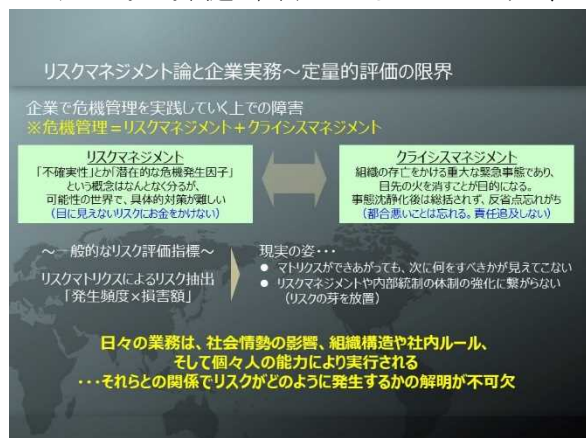 リスクマネジメント論と企業実務～定量的評価の限界
企業で危機管理を実践していく上での障害
※危機管理＝リスクマネジメント＋クライシスマネジメント
リスクマネジメント
「不確実性」とか「潜在的な危機発生因子」
という概念はなんとなく分るが、
可能性の世界で、具体的対策が難しい
(目に見えないリスクにお金をかけない)
クライシスマネジメント
組織の存亡をかける重大な緊急事態であり、
目先の火を消すことが目的になる。
事態沈静化後は総括されず、反省点忘れがち
(都合悪いことは忘れる。責任追及しない)
～一般的なリスク評価指標～
リスクマトリクスによるリスク抽出
「発生頻度×損害額」
現実の姿･･･
● マトリクスができあがっても、次に何をすべきかが見えてこない
● リスクマネジメントや内部統制の体制の強化に繋がらない
(リスクの芽を放置)
日々の業務は、社会情勢の影響、組織構造や社内ルール、
そして個々人の能力により実行される
･･･それらとの関係でリスクがどのように発生するかの解明が不可欠